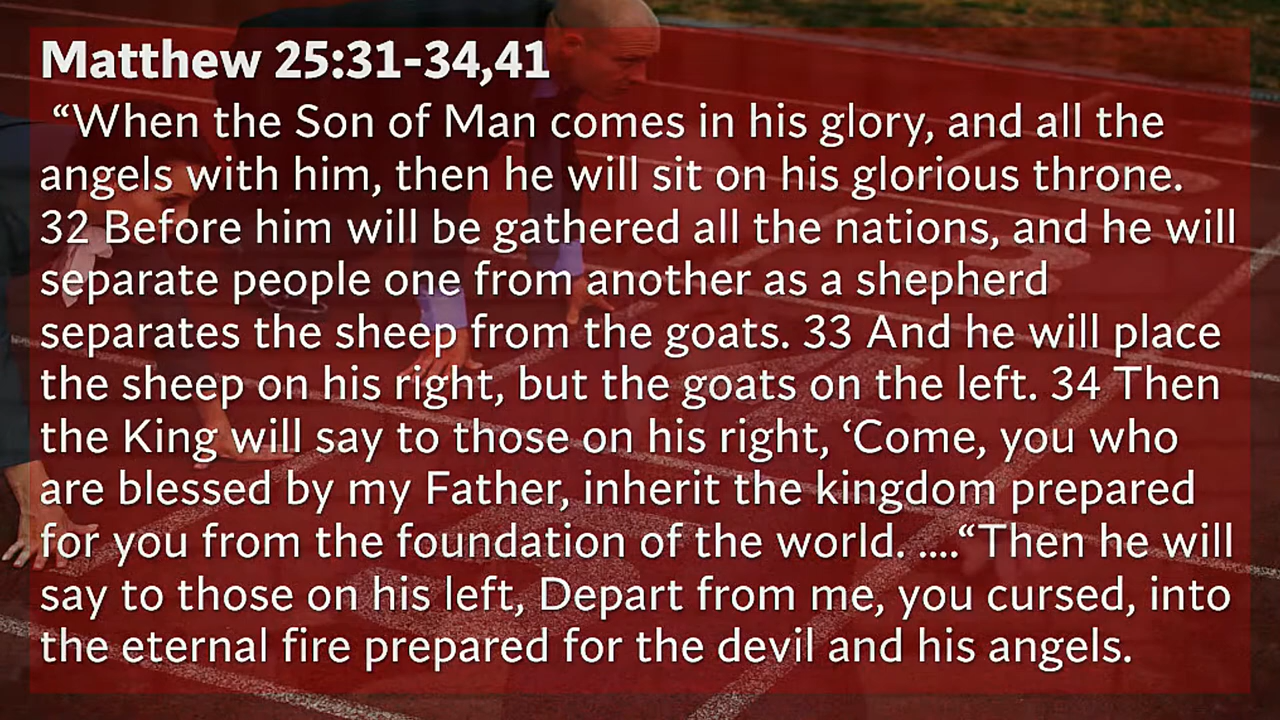 Matthew 25:31-34,41
“When the Son of Man comes in his glory, and all the
angels with him, then he will sit on his glorious throne.
32 Before him will be gathered all the nations, and he will
separate people one from another as a shepherd
separates the sheep from the goats. 33 And he will place
the sheep on his right, but the goats on the left. 34 Then
the King will say to those on his right, ‘Come, you who
are blessed by my Father, inherit the kingdom prepared
for you from the foundation of the world. ....“Then he will
say to those on his left, Depart from me, you cursed, into
the eternal fire prepared for the devil and his angels.